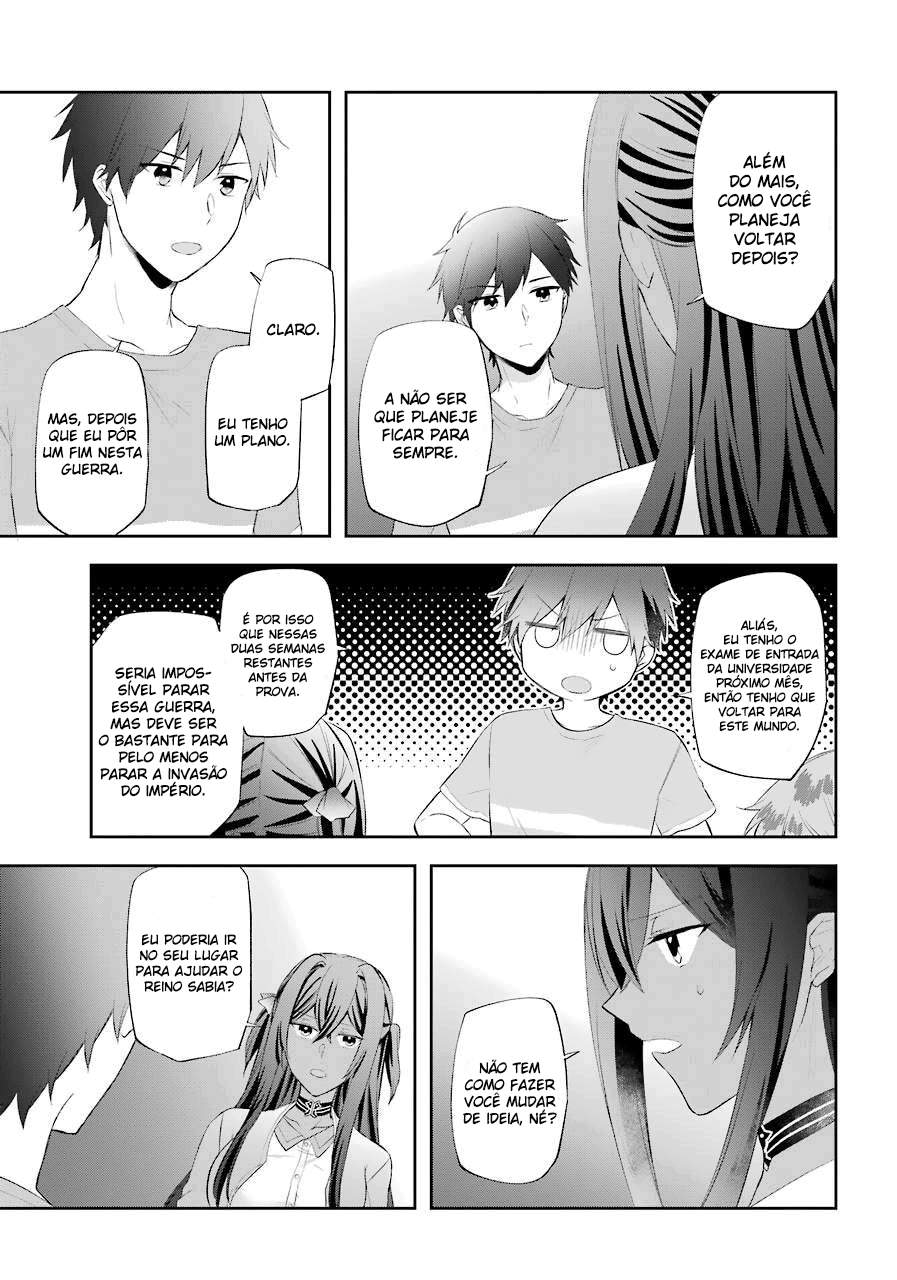 ALÉM
DO MAIS,
COMO VOCÊ
PLANEJA
VOLTAR
DEPOIS?
A NÃO SER
QUE PLANEJE
FICAR PARA
SEMPRE.
CLARO.
EU TENHO
UM PLANO.
MAS, DEPOIS
QUE EU PÔR
UM FIM NESTA
GUERRA.
ALIÁS,
EU TENHO O
EXAME DE ENTRADA
DA UNIVERSIDADE
PRÓXIMO MÊS,
ENTÃO TENHO QUE
VOLTAR PARA
ESTE MUNDO.
É POR ISSO
QUE NESSAS
DUAS SEMANAS
RESTANTES
ANTES DA
PROVA.
SERIA IMPOS-
SÍVEL PARAR
ESSA GUERRA,
MAS DEVE SER
O BASTANTE PARA
PELO MENOS
PARAR A INVASÃO
DO IMPÉRIO.
NÃO TEM
COMO FAZER
VOCÊ MUDAR
DE IDEIA, NÉ?
EU PODERIA IR
NO SEU LUGAR
PARA AJUDAR O
REINO SABIA?